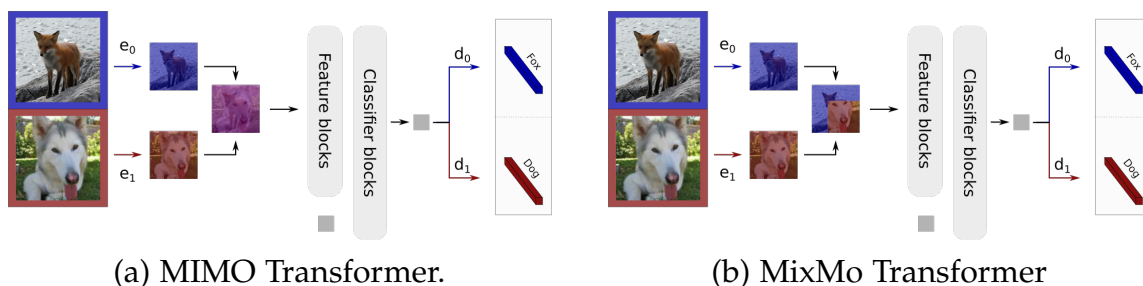 e₀
e₁
Feature blocks
Classifier blocks
d₀
d₁
Fox
Dog
(a) MIMO Transformer.
e₀
e₁
Feature blocks
Classifier blocks
d₀
d₁
Fox
Dog
(b) MixMo Transformer